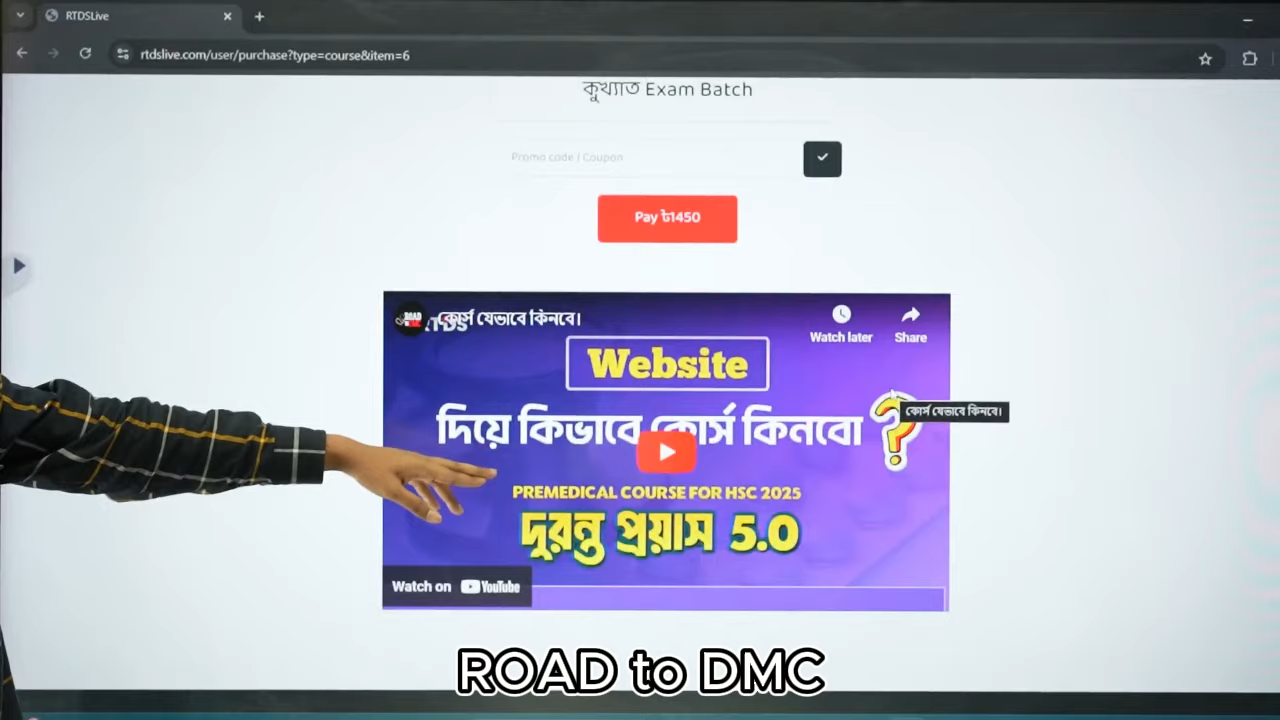 RTDSLive
rtdslive.com/user/purchase?type=course&item=6
কুখ্যাত Exam Batch
Promo code / Coupon
Pay ৳1450
ROAD
কোর্স যেভাবে কিনবে।
RTDS
Watch later
Share
Website
দিয়ে কিভাবে কোর্স কিনবো ?
কোর্স যেভাবে কিনবে।
PREMEDICAL COURSE FOR HSC 2025
দুরন্ত প্রয়াস 5.0
Watch on YouTube
ROAD to DMC